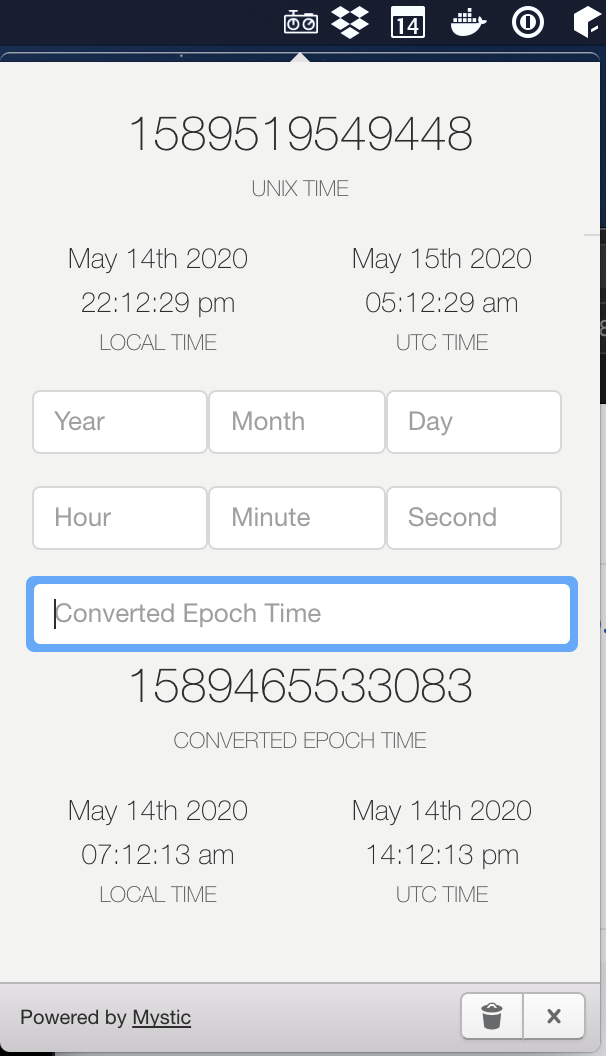 14
1589519549448
UNIX TIME
May 14th 2020
22:12:29 pm
LOCAL TIME
May 15th 2020
05:12:29 am
UTC TIME
Year
Month
Day
Hour
Minute
Second
Converted Epoch Time
1589465533083
CONVERTED EPOCH TIME
May 14th 2020
07:12:13 am
LOCAL TIME
May 14th 2020
14:12:13 pm
UTC TIME
Powered by Mystic